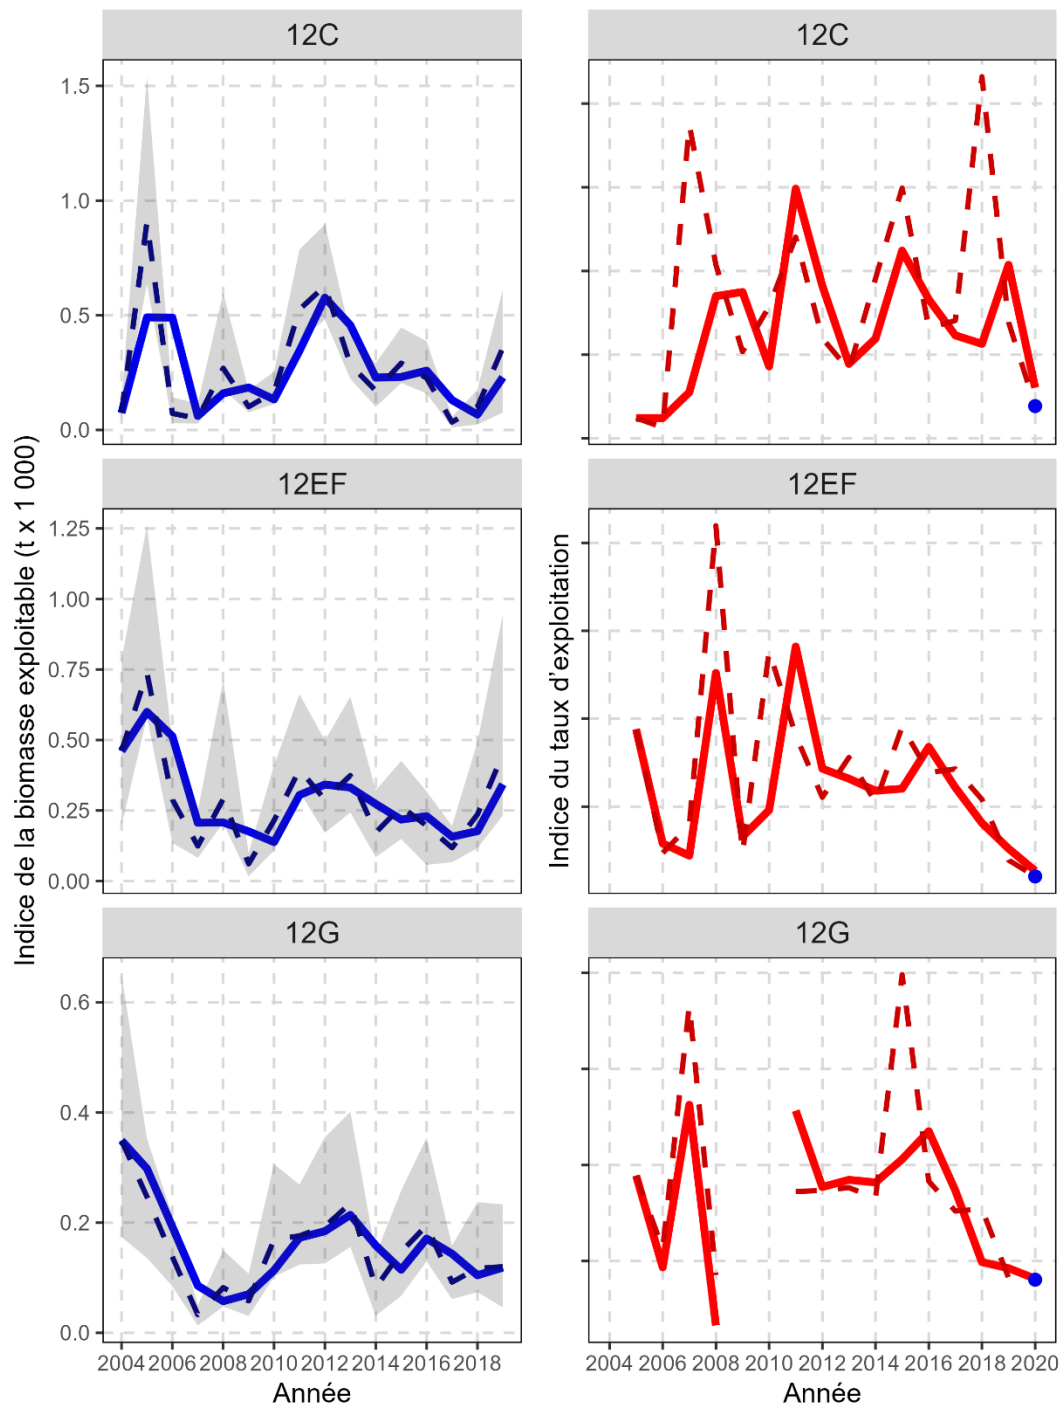 12C
12C
1.5
1.0
0.5
0.0
12EF
12EF
1.25
1.00
0.75
0.50
0.25
0.00
12G
12G
0.6
0.4
0.2
0.0
2004 2006 2008 2010 2012 2014 2016 2018
2004 2006 2008 2010 2012 2014 2016 2018 2020
Année
Année
Indice de la biomasse exploitable (t x 1 000)
Indice du taux d'exploitation